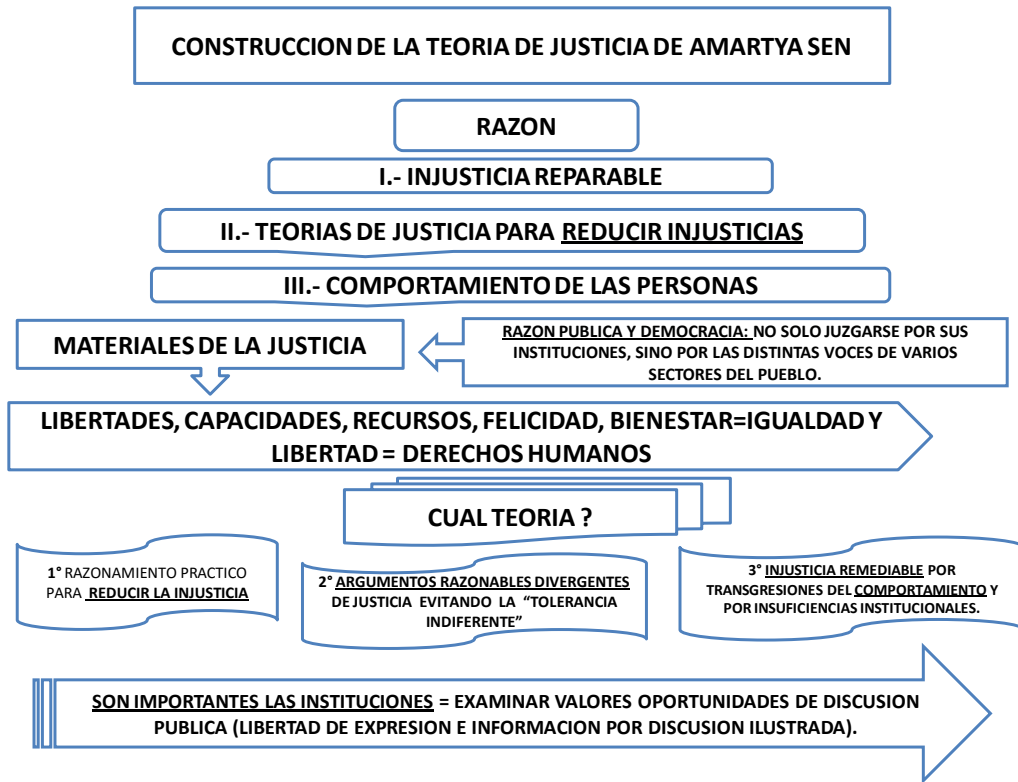 CONSTRUCCION DE LA TEORIA DE JUSTICIA DE AMARTYA SEN
RAZON
I.- INJUSTICIA REPARABLE
II.- TEORIAS DE JUSTICIA PARA REDUCIR INJUSTICIAS
III.- COMPORTAMIENTO DE LAS PERSONAS
MATERIALES DE LA JUSTICIA
RAZON PUBLICA Y DEMOCRACIA: NO SOLO JUZGARSE POR SUS
INSTITUCIONES, SINO POR LAS DISTINTAS VOCES DE VARIOS
SECTORES DEL PUEBLO.
LIBERTADES, CAPACIDADES, RECURSOS, FELICIDAD, BIENESTAR=IGUALDAD Y
LIBERTAD = DERECHOS HUMANOS
CUAL TEORIA ?
1° RAZONAMIENTO PRACTICO
PARA REDUCIR LA INJUSTICIA
2° ARGUMENTOS RAZONABLES DIVERGENTES
DE JUSTICIA EVITANDO LA “TOLERANCIA
INDIFERENTE”
3° INJUSTICIA REMEDIABLE POR
TRANSGRESIONES DEL COMPORTAMIENTO Y
POR INSUFICIENCIAS INSTITUCIONALES.
SON IMPORTANTES LAS INSTITUCIONES = EXAMINAR VALORES OPORTUNIDADES DE DISCUSION
PUBLICA (LIBERTAD DE EXPRESION E INFORMACION POR DISCUSION ILUSTRADA).